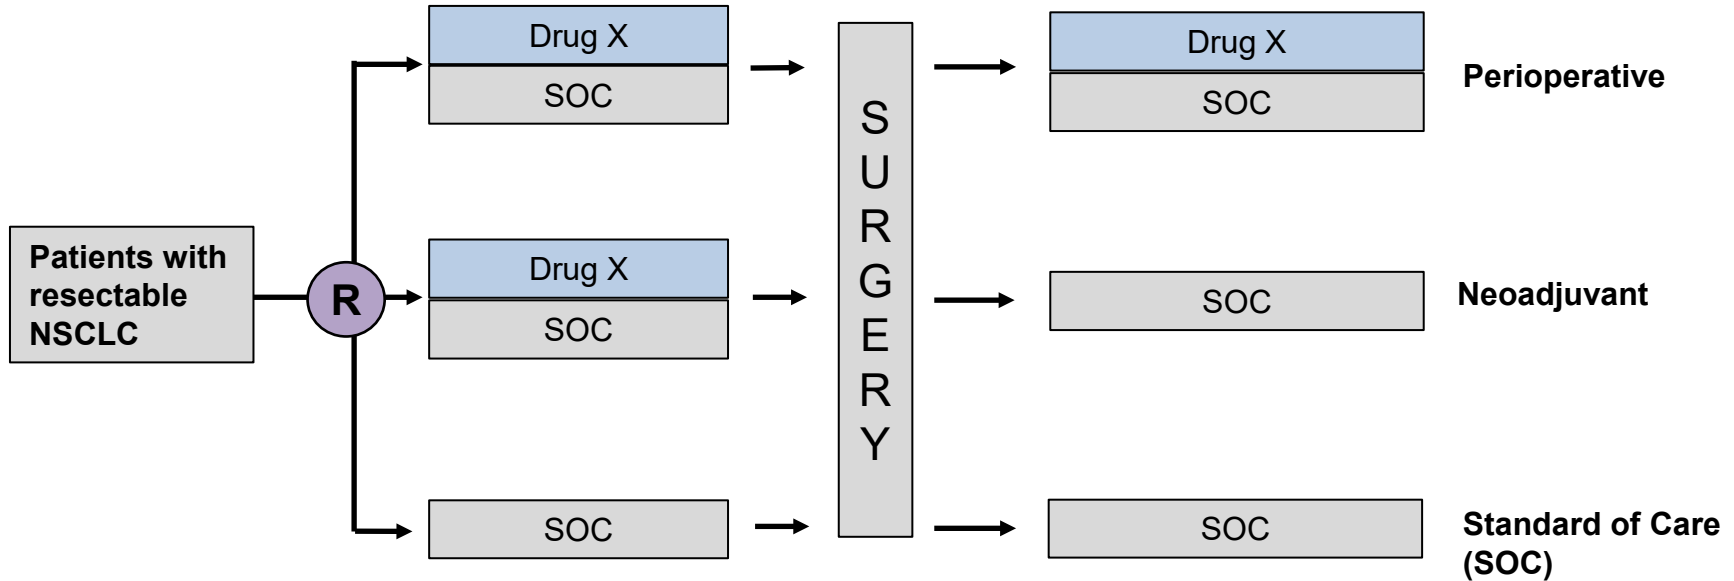 Drug X
SOC
Drug X
SOC
Perioperative
Patients with
resectable
NSCLC
R
Drug X
SOC
S
U
R
G
E
R
Y
SOC
Neoadjuvant
SOC
SOC
Standard of Care
(SOC)